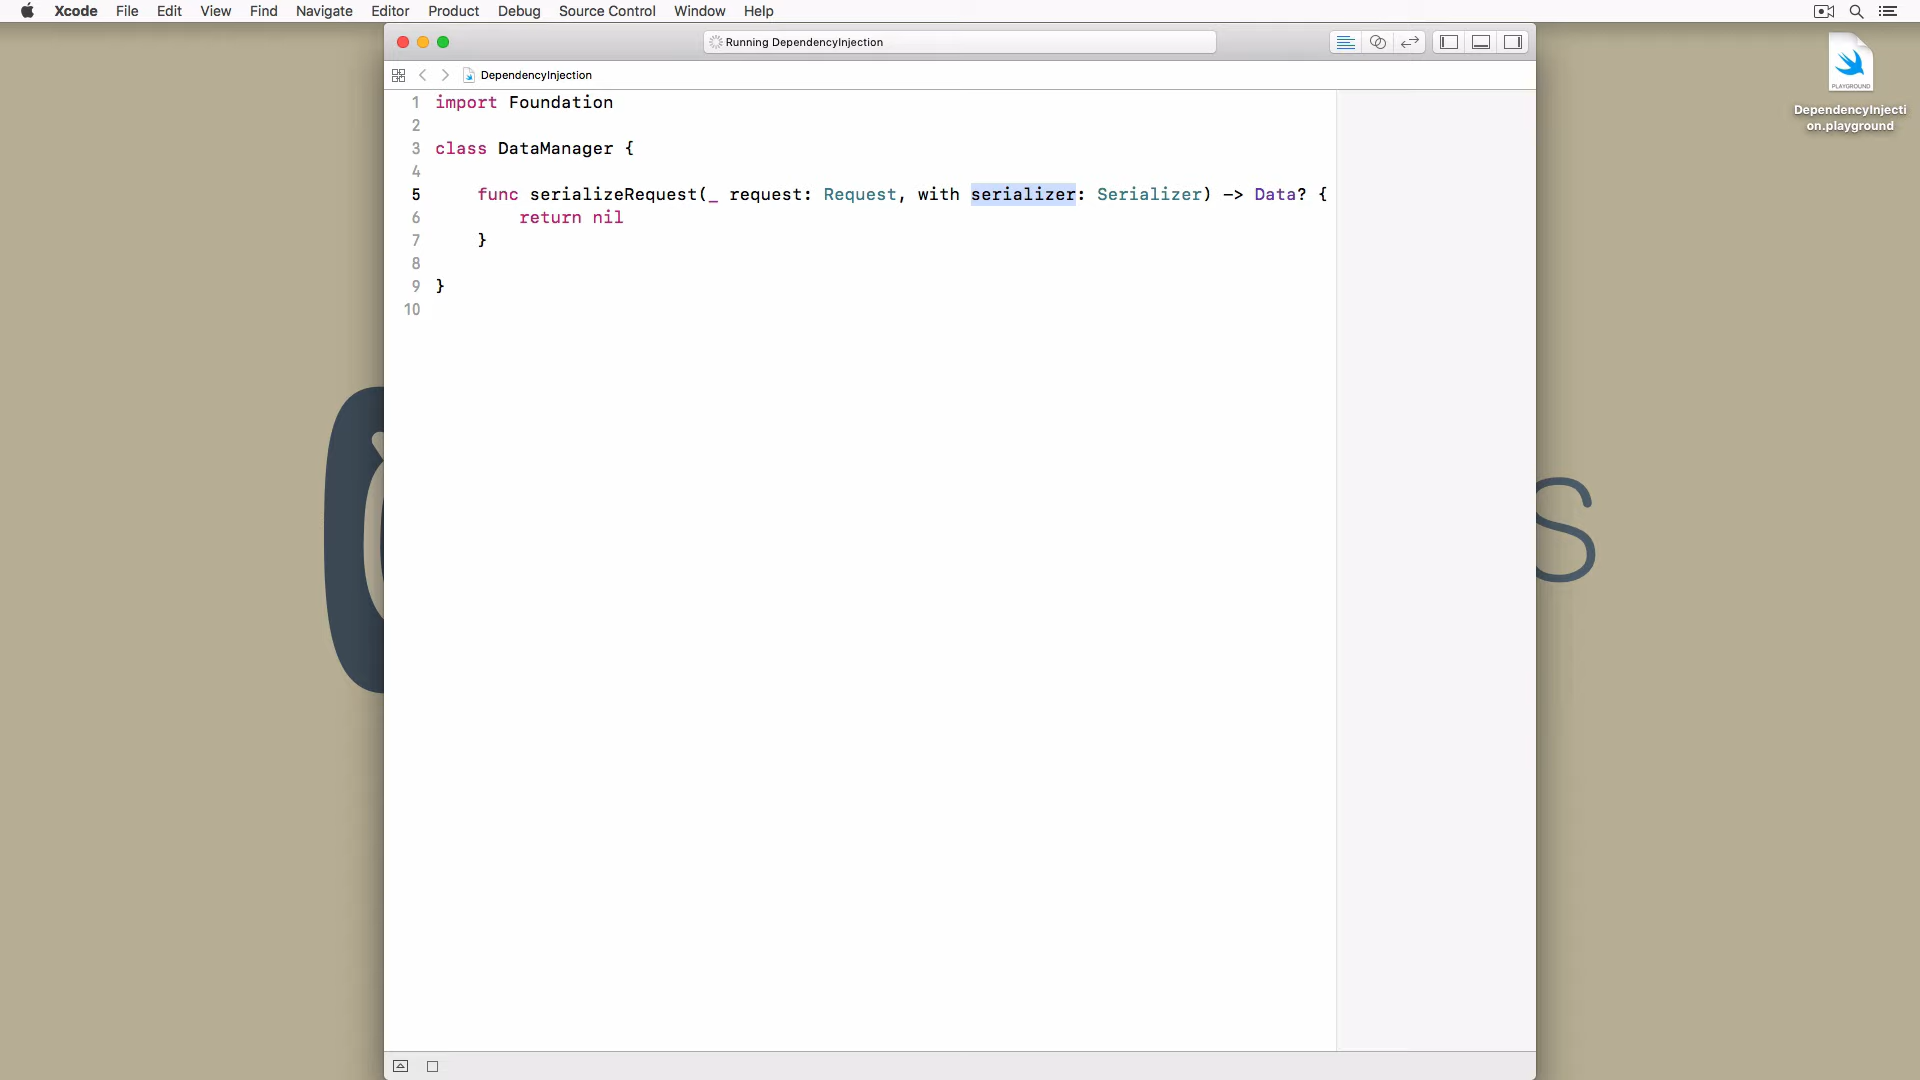 Xcode File Edit View Find Navigate Editor Product Debug Source Control Window Help
Running DependencyInjection
DependencyInjection
1 import Foundation
2
3 class DataManager {
4
5 func serializeRequest(_ request: Request, with serializer: Serializer) -> Data? {
6 return nil
7 }
8
9 }
10
PLAYGROUND
DependencyInjecti
on.playground
s